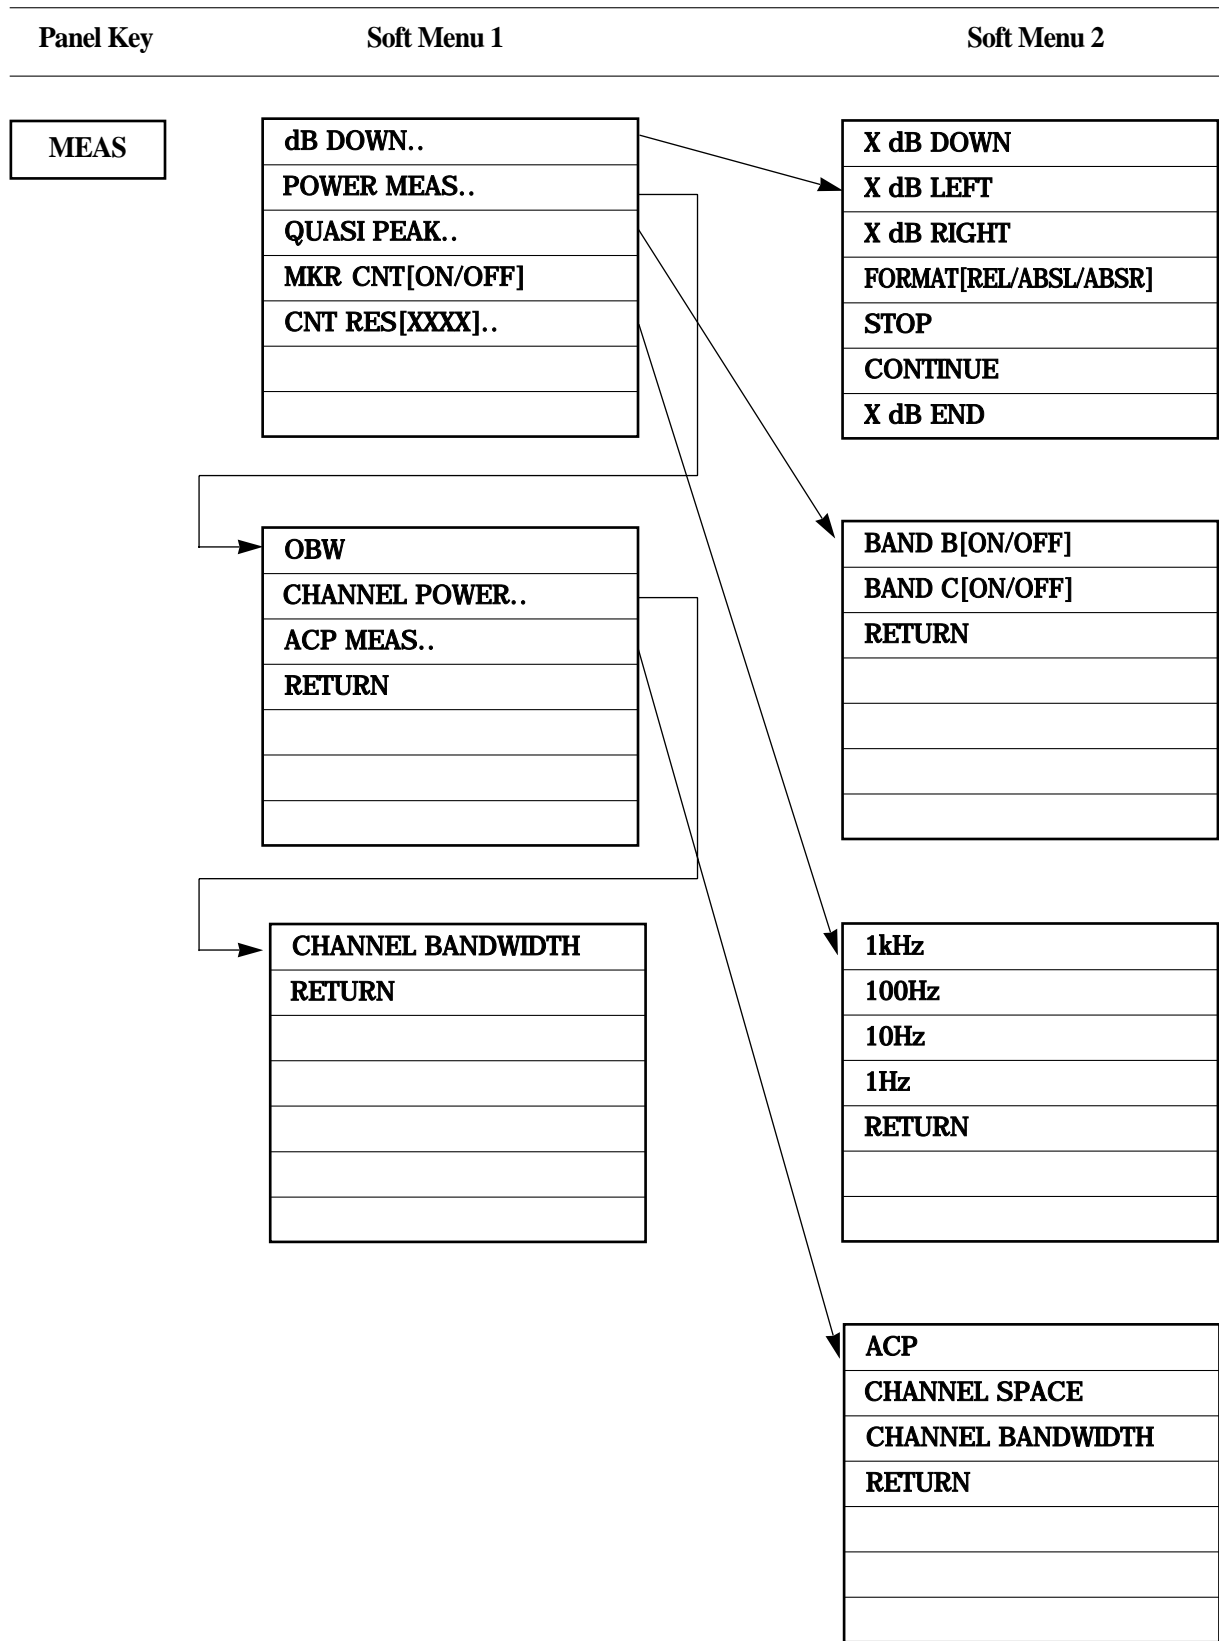 Panel Key Soft Menu 1 Soft Menu 2
MEAS
dB DOWN..
POWER MEAS..
QUASI PEAK..
MKR CNT[ON/OFF]
CNT RES[XXXX]..
X dB DOWN
X dB LEFT
X dB RIGHT
FORMAT[REL/ABSL/ABSR]
STOP
CONTINUE
X dB END
OBW
CHANNEL POWER..
ACP MEAS..
RETURN
BAND B[ON/OFF]
BAND C[ON/OFF]
RETURN
CHANNEL BANDWIDTH
RETURN
1kHz
100Hz
10Hz
1Hz
RETURN
ACP
CHANNEL SPACE
CHANNEL BANDWIDTH
RETURN